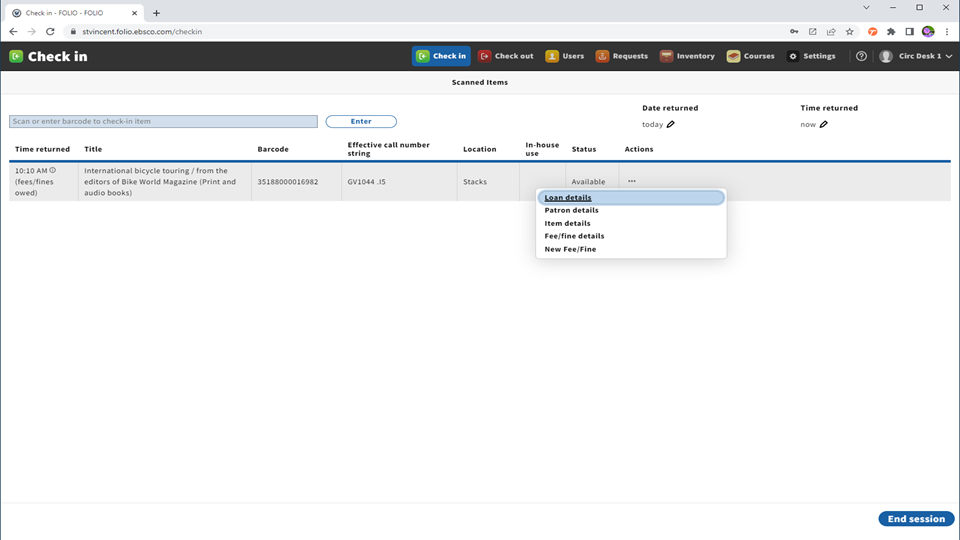 Check in - FOLIO - FOLIO
stvincent.folio.ebsco.com/checkin
Check in
Check in
Check out
Users
Requests
Inventory
Courses
Settings
Circ Desk 1
Scanned Items
Date returned
Time returned
today
now
Scan or enter barcode to check-in item
Enter
Time returned
Title
Barcode
Effective call number
string
Location
In-house
use
Status
Actions
10:10 AM
(fees/fines
owed)
International bicycle touring / from the
editors of Bike World Magazine (Print and
audio books)
35188000016982
GV1044 .I5
Stacks
Available
Loan details
Patron details
Item details
Fee/fine details
New Fee/Fine
End session